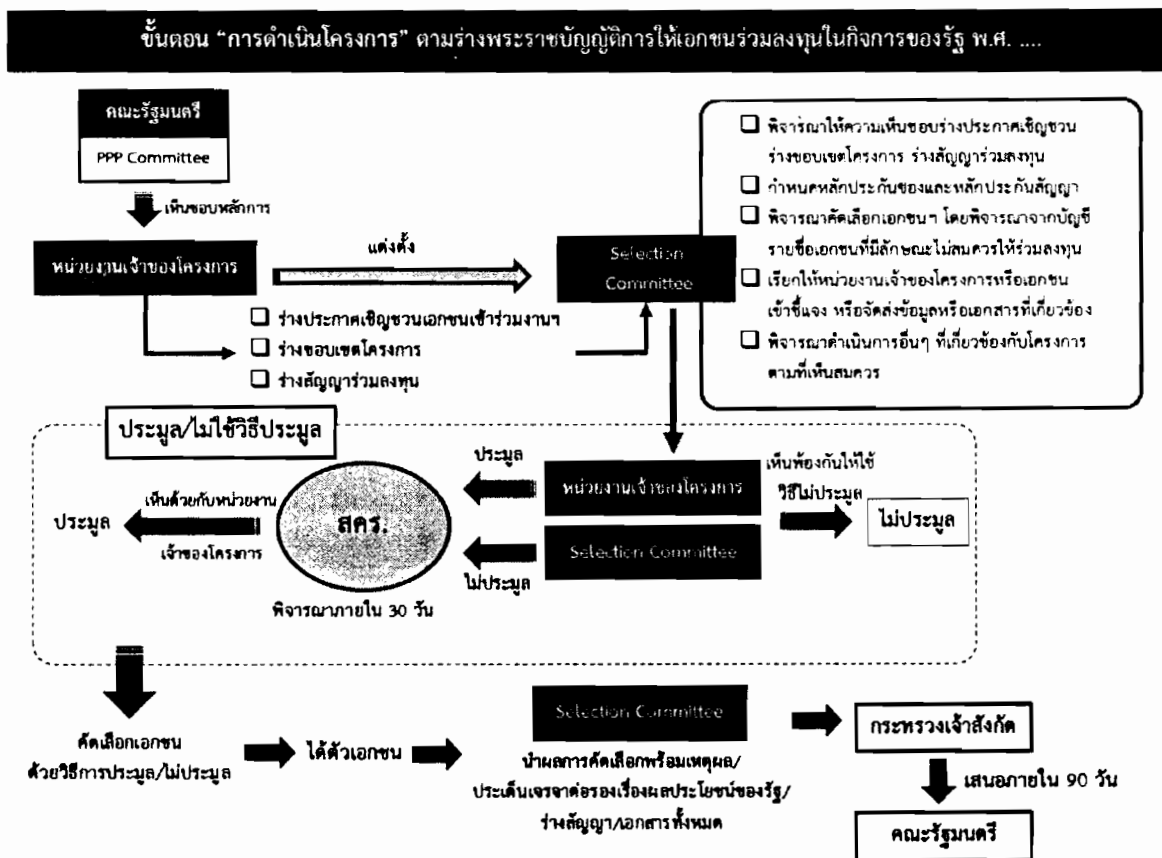 ขั้นตอน "การดำเนินโครงการ" ตามร่างพระราชบัญญัติการให้เอกชนร่วมลงทุนในกิจการของรัฐ พ.ศ. ....
คณะรัฐมนตรี
PPP Committee
เห็นชอบหลักการ
หน่วยงานเจ้าของโครงการ
แต่งตั้ง
Selection
Committee
ร่างประกาศเชิญชวนเอกชนเข้าร่วมงานฯ
ร่างขอบเขตโครงการ
ร่างสัญญาร่วมลงทุน
พิจารณาให้ความเห็นชอบร่างประกาศเชิญชวน
ร่างขอบเขตโครงการ ร่างสัญญาร่วมลงทุน
กำหนดหลักประกันซองและหลักประกันสัญญา
พิจารณาคัดเลือกเอกชนฯ โดยพิจารณาจากบัญชี
รายชื่อเอกชนที่มีลักษณะไม่สมควรให้ร่วมลงทุน
เรียกให้หน่วยงานเจ้าของโครงการหรือเอกชน
เข้าชี้แจง หรือจัดส่งข้อมูลหรือเอกสารที่เกี่ยวข้อง
พิจารณาดำเนินการอื่นๆ ที่เกี่ยวข้องกับโครงการ
ตามที่เห็นสมควร
ประมูล/ไม่ใช้วิธีประมูล
ประมูล
เห็นด้วยกับหน่วยงาน
เจ้าของโครงการ
สคร.
พิจารณาภายใน 30 วัน
ประมูล
ไม่ประมูล
หน่วยงานเจ้าของโครงการ
Selection Committee
เห็นพ้องกันให้ใช้
วิธีไม่ประมูล
ไม่ประมูล
คัดเลือกเอกชน
ด้วยวิธีการประมูล/ไม่ประมูล
ได้ตัวเอกชน
Selection Committee
นำผลการคัดเลือกพร้อมเหตุผล/
ประเด็นเจรจาต่อรองเรื่องผลประโยชน์ของรัฐ/
ร่างสัญญา/เอกสารทั้งหมด
กระทรวงเจ้าสังกัด
เสนอภายใน 90 วัน
คณะรัฐมนตรี